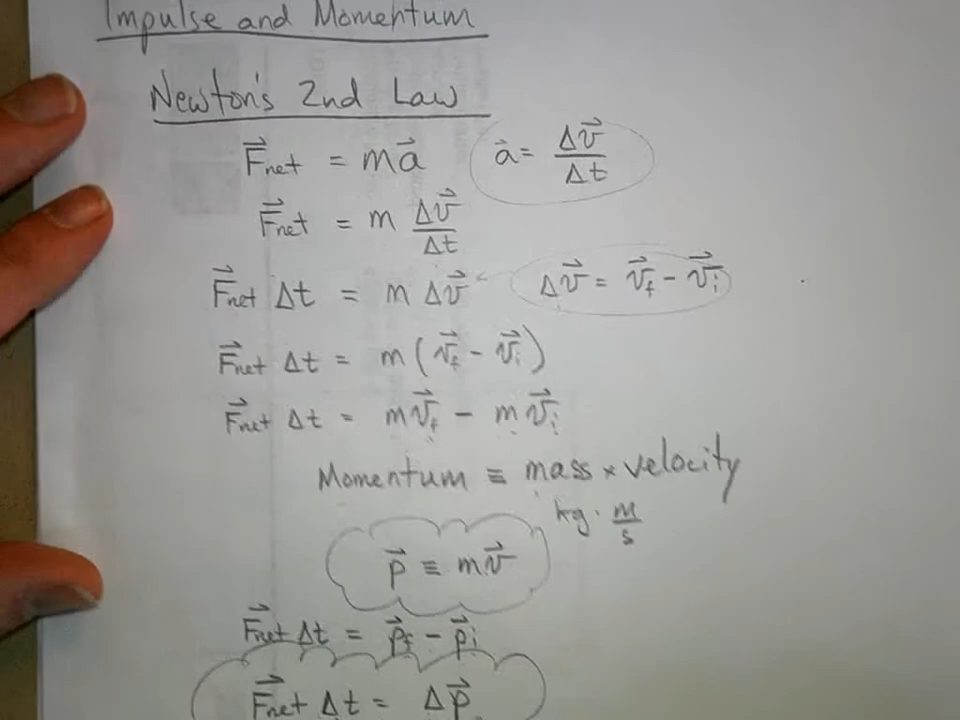 Impulse and Momentum
Newton's 2nd Law
F⃗net = ma⃗ a⃗ = Δv⃗/Δt
F⃗net = m Δv⃗/Δt
F⃗net Δt = m Δv⃗ Δv⃗ = v⃗f - v⃗i
F⃗net Δt = m(v⃗f - v⃗i)
F⃗net Δt = mv⃗f - mv⃗i
Momentum ≡ mass × velocity
kg · m/s
p⃗ ≡ mv⃗
F⃗net Δt = p⃗f - p⃗i
F⃗net Δt = Δp⃗